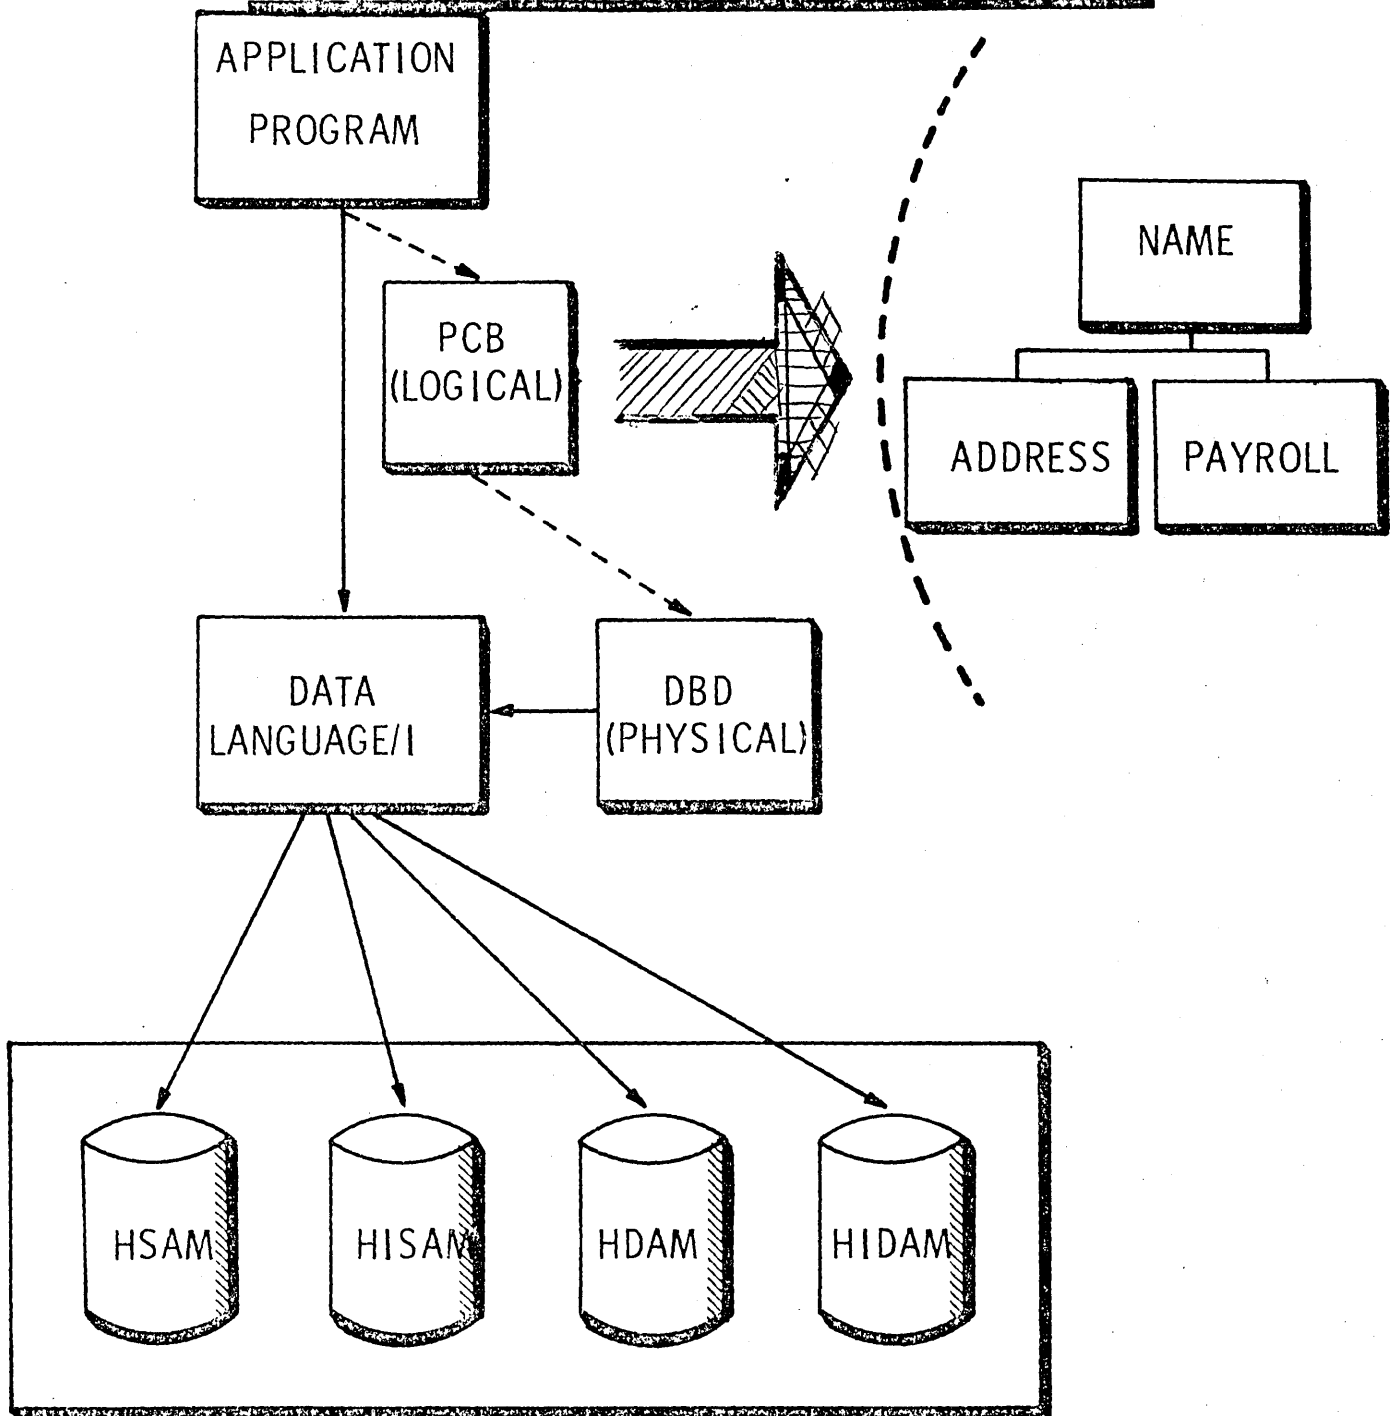 APPLICATION
PROGRAM
NAME
PCB
(LOGICAL)
ADDRESS
PAYROLL
DATA
LANGUAGE/I
DBD
(PHYSICAL)
HSAM
HISAM
HDAM
HIDAM